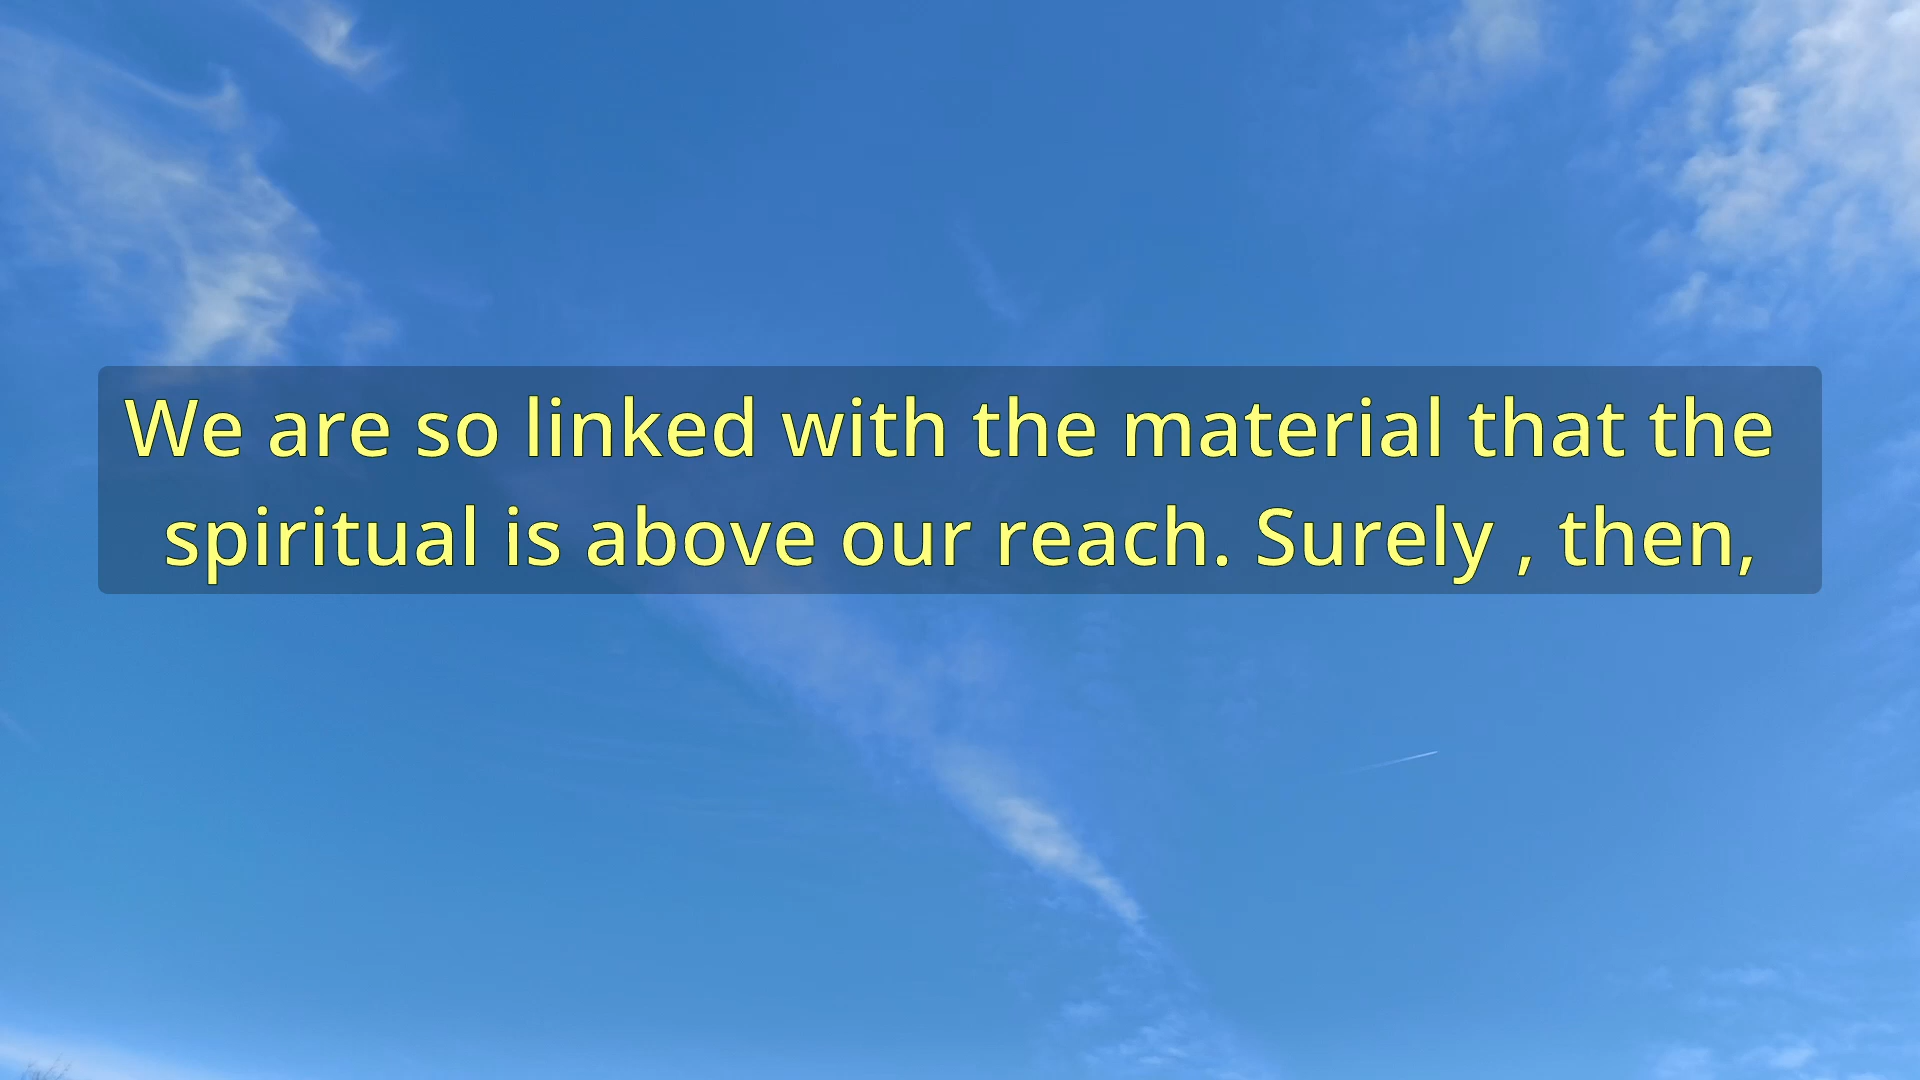 We are so linked with the material that the
spiritual is above our reach. Surely , then,